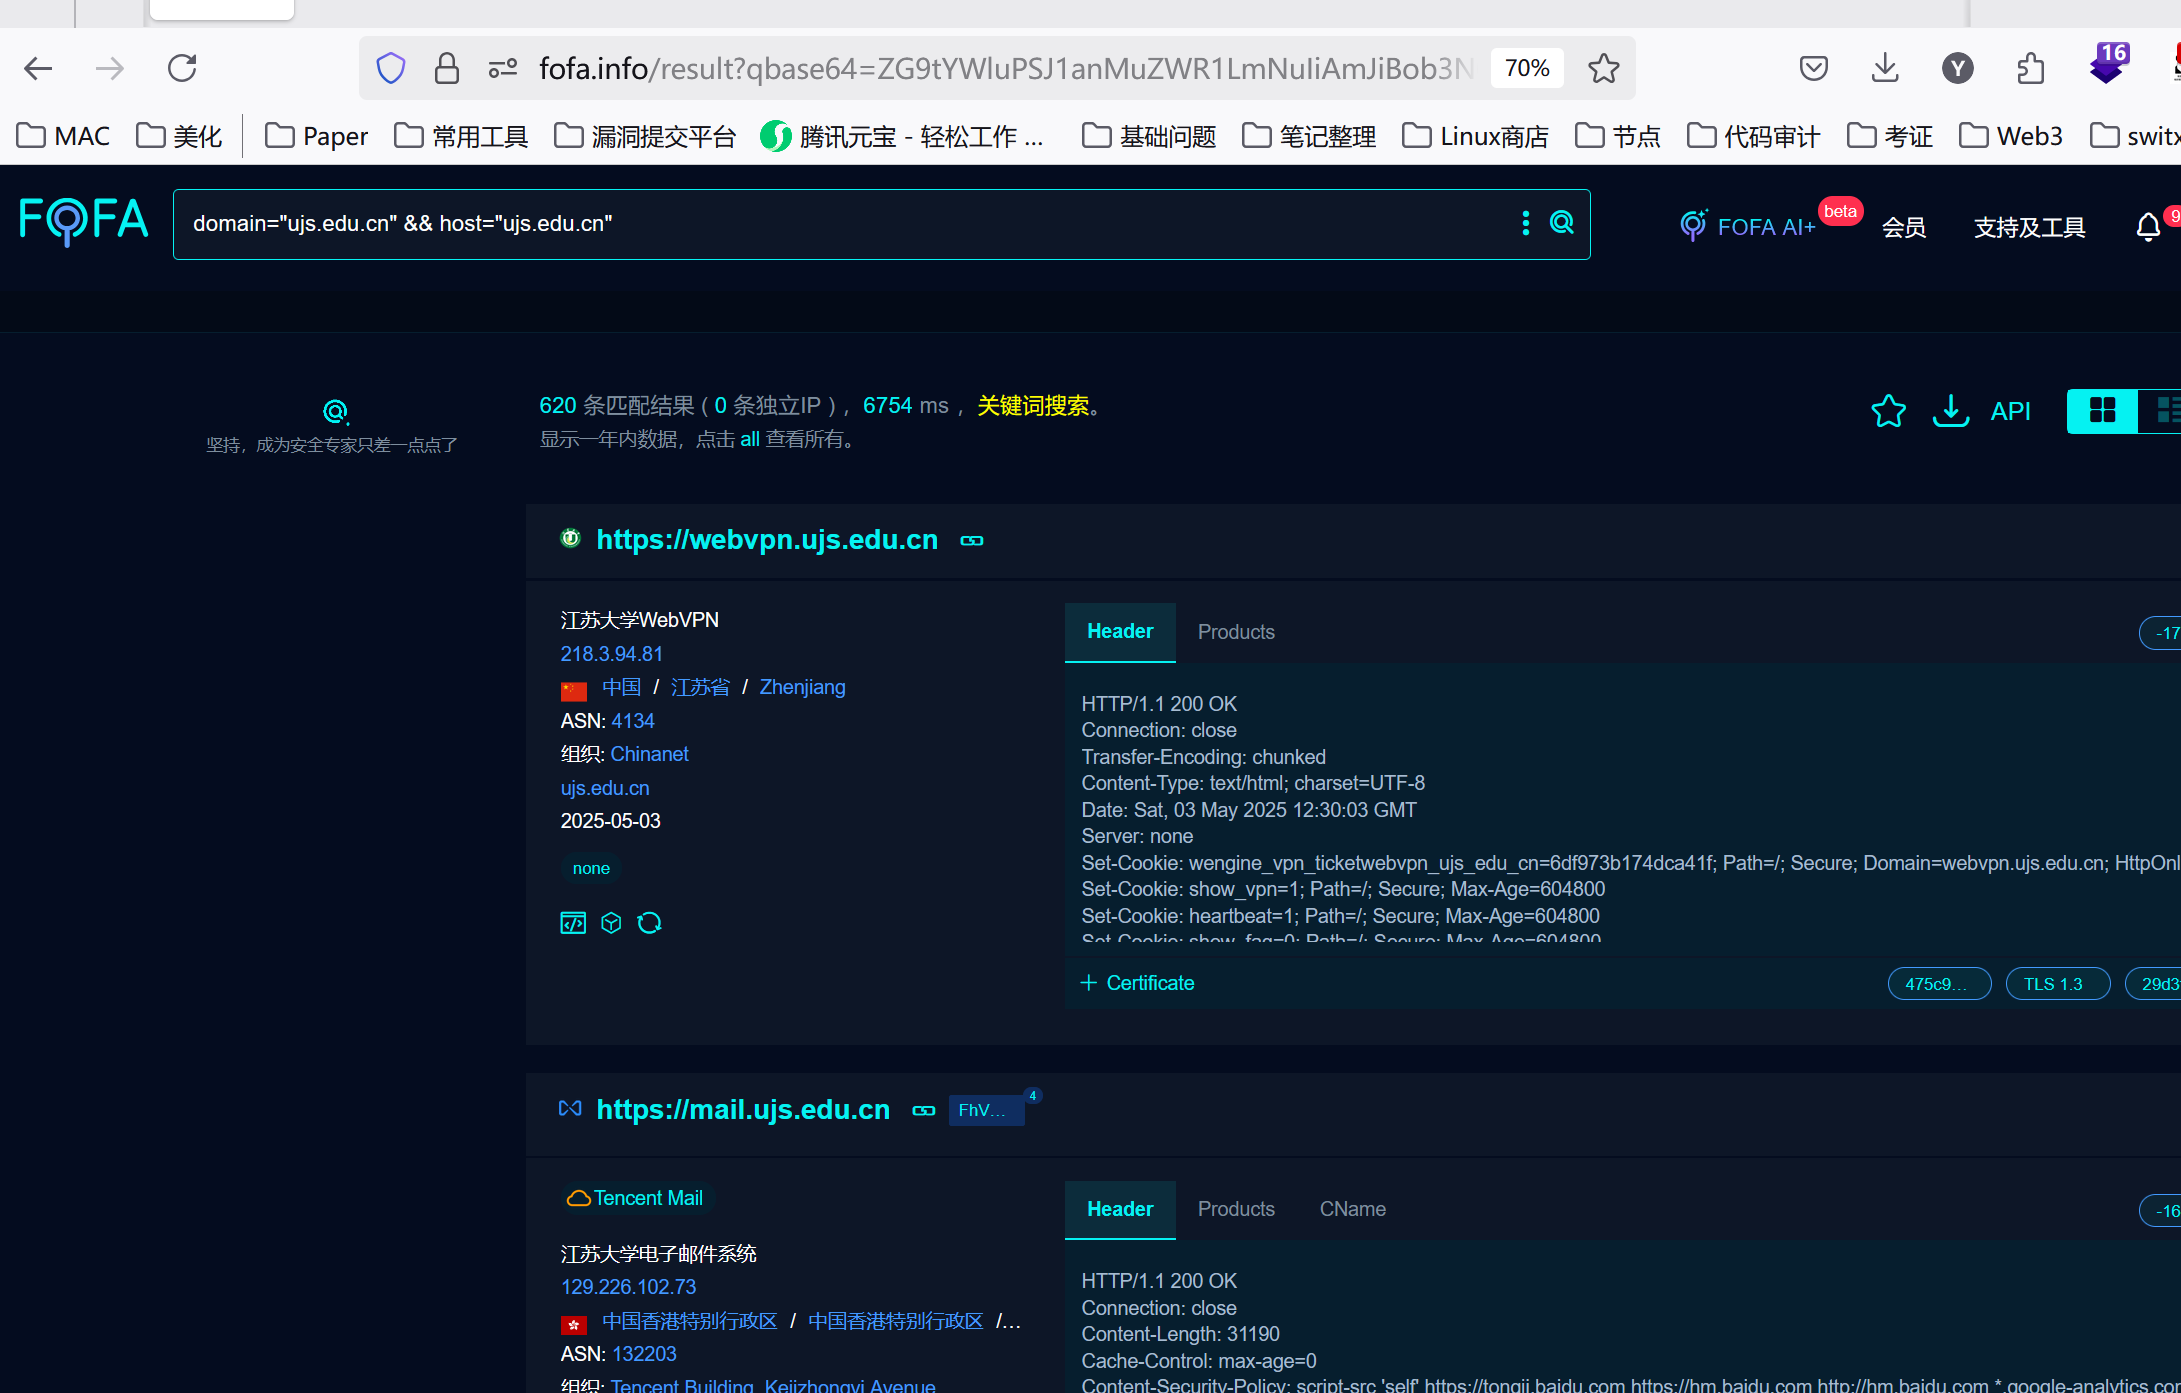 fofa.info/result?qbase64=ZG9tYWluPSJ1anMuZWR1LmNuIiAmJiBob3N
70%
Y
16
MAC
美化
Paper
常用工具
漏洞提交平台
腾讯元宝 - 轻松工作 ...
基础问题
笔记整理
Linux商店
节点
代码审计
考证
Web3
switx
FOFA
domain="ujs.edu.cn" && host="ujs.edu.cn"
FOFA AI+
beta
会员
支持及工具
9
坚持，成为安全专家只差一点点了
620 条匹配结果 ( 0 条独立IP ) ，6754 ms ，关键词搜索。
显示一年内数据，点击 all 查看所有。
API
https://webvpn.ujs.edu.cn
江苏大学WebVPN
218.3.94.81
中国 / 江苏省 / Zhenjiang
ASN: 4134
组织: Chinanet
ujs.edu.cn
2025-05-03
none
Header
Products
-17
HTTP/1.1 200 OK
Connection: close
Transfer-Encoding: chunked
Content-Type: text/html; charset=UTF-8
Date: Sat, 03 May 2025 12:30:03 GMT
Server: none
Set-Cookie: wengine_vpn_ticketwebvpn_ujs_edu_cn=6df973b174dca41f; Path=/; Secure; Domain=webvpn.ujs.edu.cn; HttpOnl
Set-Cookie: show_vpn=1; Path=/; Secure; Max-Age=604800
Set-Cookie: heartbeat=1; Path=/; Secure; Max-Age=604800
Set-Cookie: show_faq=0; Path=/; Secure; Max-Age=604800
+ Certificate
475c9...
TLS 1.3
29d3
https://mail.ujs.edu.cn
FhV...
4
Tencent Mail
江苏大学电子邮件系统
129.226.102.73
中国香港特别行政区 / 中国香港特别行政区 /...
ASN: 132203
组织: Tencent Building, Kejizhongyi Avenue
Header
Products
CName
-16
HTTP/1.1 200 OK
Connection: close
Content-Length: 31190
Cache-Control: max-age=0
Content-Security-Policy: script-src 'self' https://tongji.baidu.com https://hm.baidu.com http://hm.baidu.com *.google-analytics.co